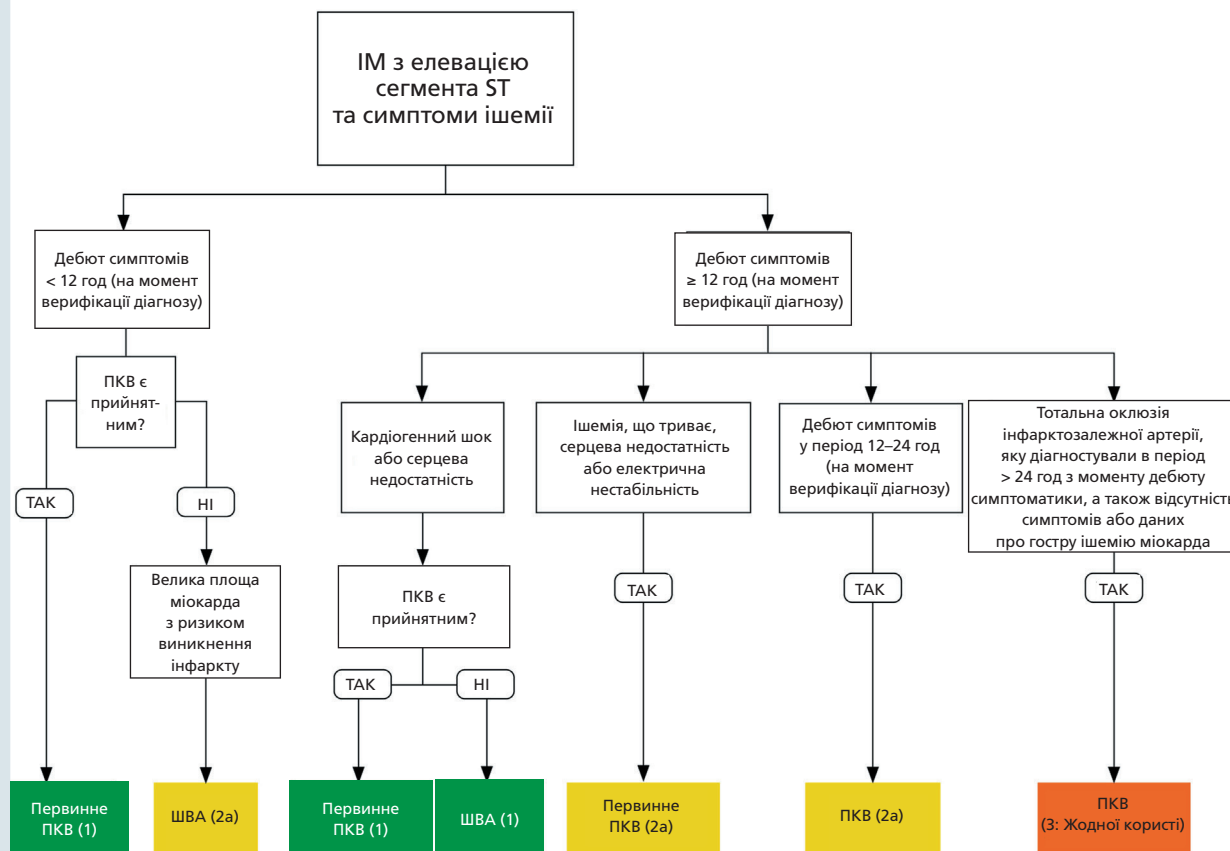 ІМ з елевацією
сегмента ST
та симптоми ішемії
Дебют симптомів
< 12 год (на момент
верифікації діагнозу)
Дебют симптомів
≥ 12 год (на момент
верифікації діагнозу)
ПКВ є
прийнят-
ним?
ТАК
НІ
Велика площа
міокарда
з ризиком
виникнення
інфаркту
Кардіогенний шок
або серцева
недостатність
ПКВ є
прийнятним?
ТАК
НІ
Ішемія, що триває,
серцева недостатність
або електрична
нестабільність
ТАК
Дебют симптомів
у період 12–24 год
(на момент
верифікації діагнозу)
ТАК
Тотальна оклюзія
інфарктозалежної артерії,
яку діагностували в період
> 24 год з моменту дебюту
симптоматики, а також відсутність
симптомів або даних
про гостру ішемію міокарда
ТАК
Первинне
ПКВ (1)
ШВА (2a)
Первинне
ПКВ (1)
ШВА (1)
Первинне
ПКВ (2a)
ПКВ (2a)
ПКВ
(3: Жодної користі)